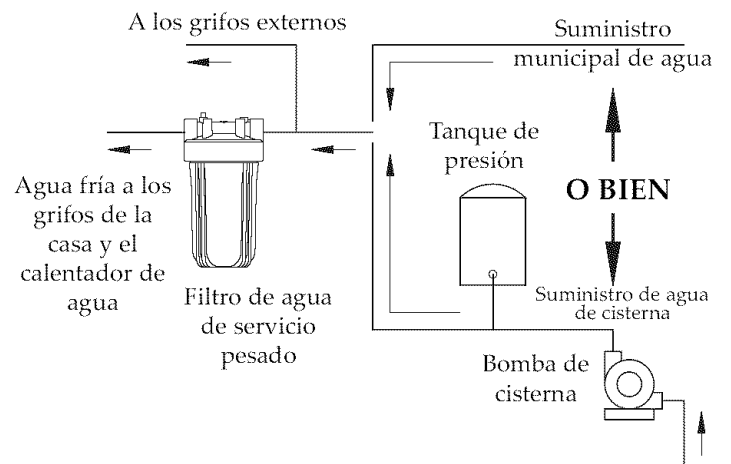 A los grifos externos
Suministro
municipal de agua
Tanque de
presión
O BIEN
Agua fría a los
grifos de la
casa y el
calentador de
agua
Filtro de agua
de servicio
pesado
Suministro de agua
de cisterna
Bomba de
cisterna